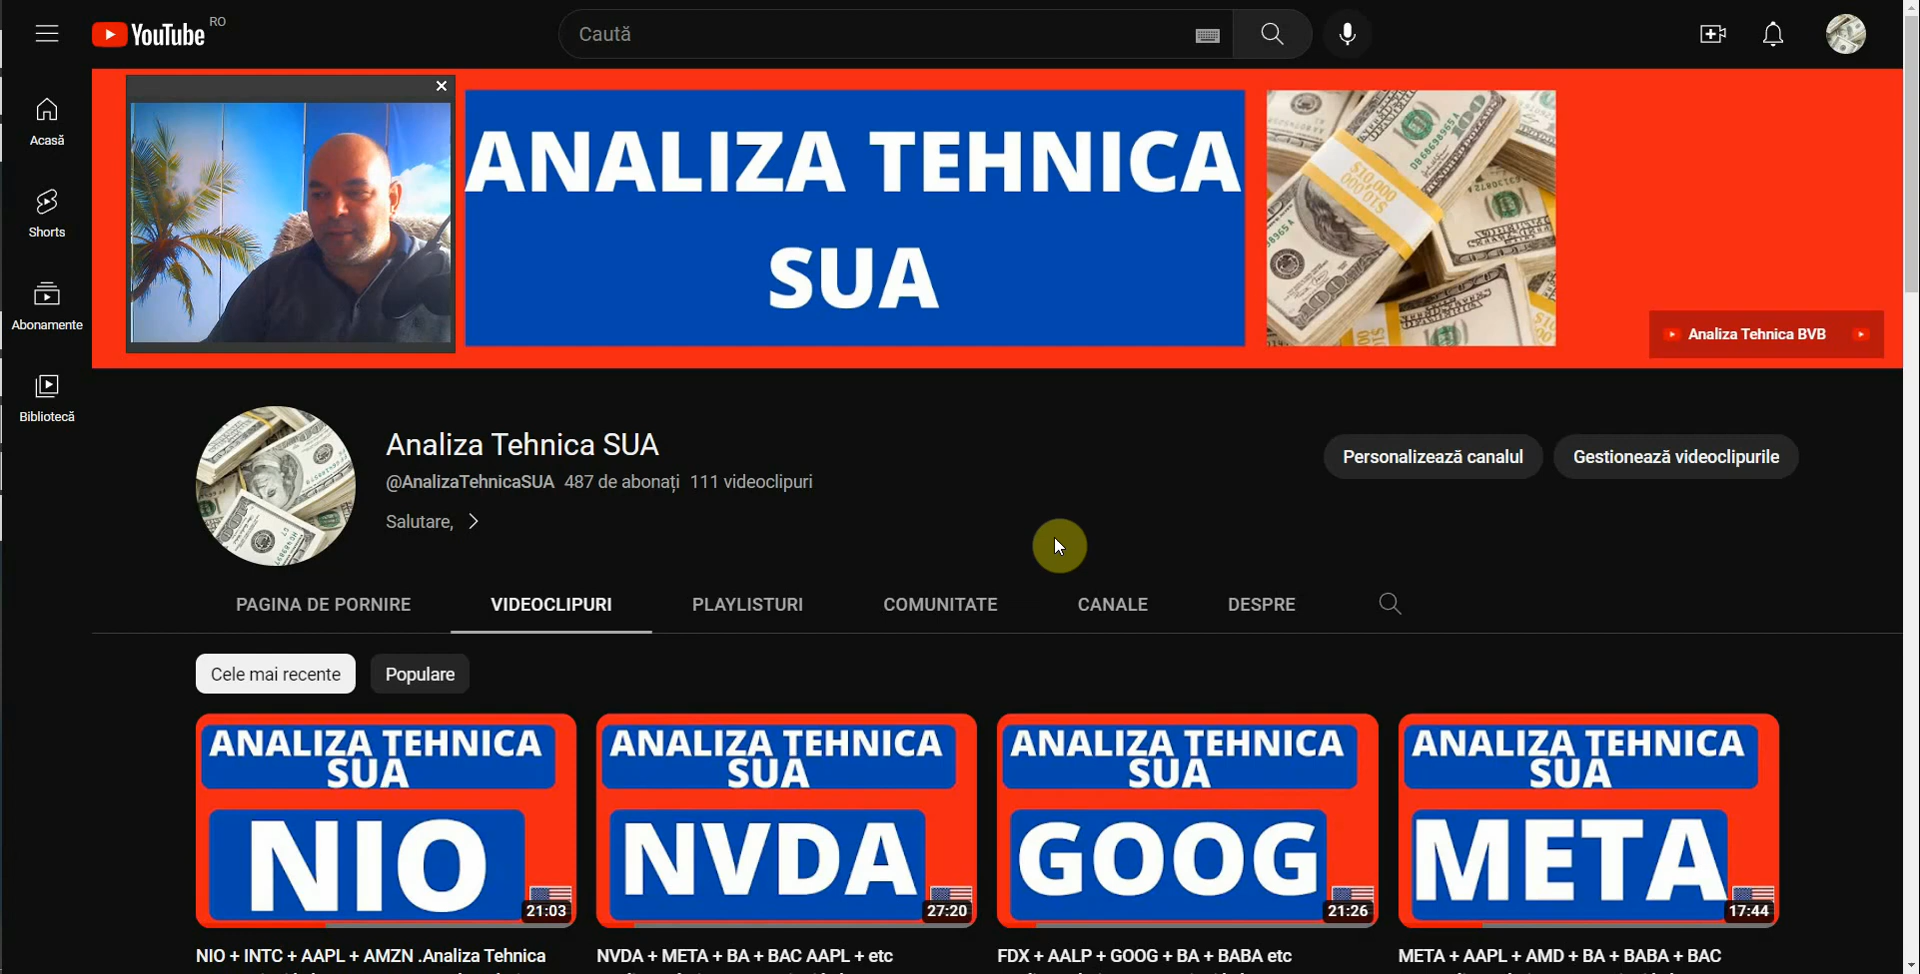 YouTube RO
Caută
Acasă
Shorts
Abonamente
Bibliotecă
ANALIZA TEHNICA
SUA
$10,000
Analiza Tehnica BVB
Analiza Tehnica SUA
@AnalizaTehnicaSUA 487 de abonați 111 videoclipuri
Salutare,
Personalizează canalul
Gestionează videoclipurile
PAGINA DE PORNIRE VIDEOCLIPURI PLAYLISTURI COMUNITATE CANALE DESPRE
Cele mai recente Populare
ANALIZA TEHNICA
SUA
NIO
21:03
ANALIZA TEHNICA
SUA
NVDA
27:20
ANALIZA TEHNICA
SUA
GOOG
21:26
ANALIZA TEHNICA
SUA
META
17:44
NIO + INTC + AAPL + AMZN .Analiza Tehnica
NVDA + META + BA + BAC AAPL + etc
FDX + AALP + GOOG + BA + BABA etc
META + AAPL + AMD + BA + BABA + BAC